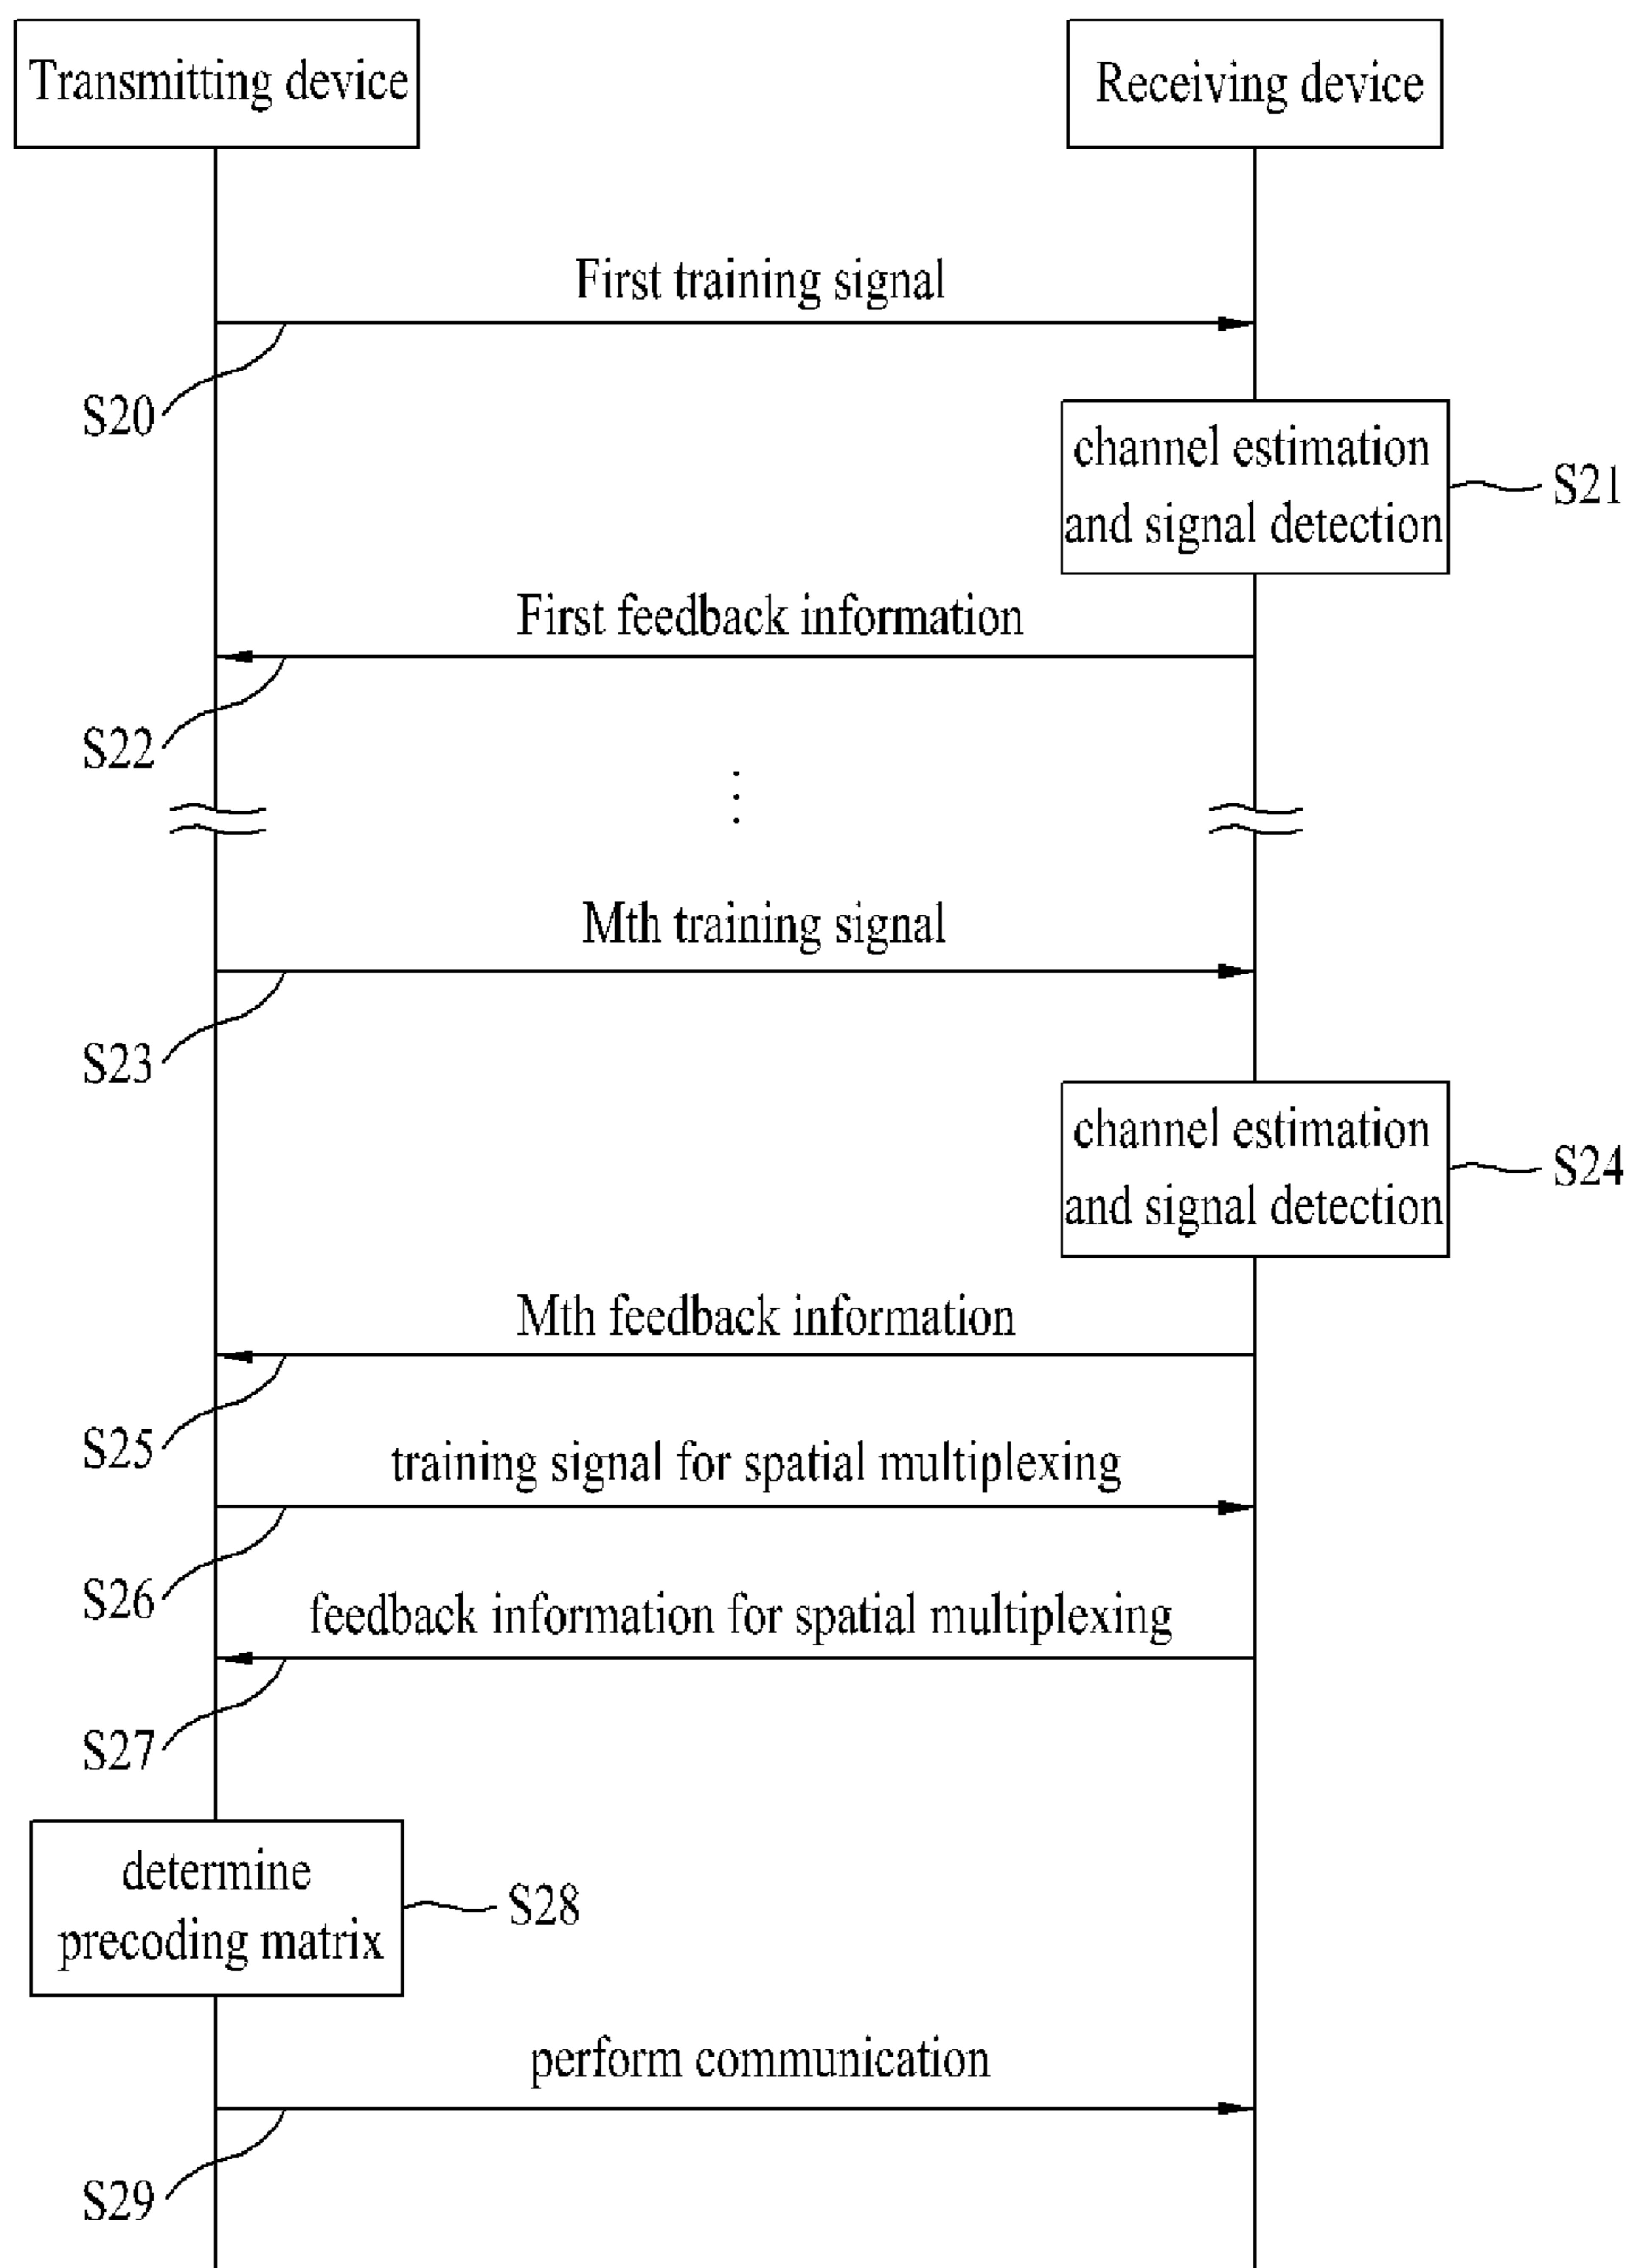 Transmitting device
Receiving device
First training signal
S20
channel estimation
and signal detection
S21
First feedback information
S22
Mth training signal
S23
channel estimation
and signal detection
S24
Mth feedback information
S25
training signal for spatial multiplexing
S26
feedback information for spatial multiplexing
S27
determine
precoding matrix
S28
perform communication
S29